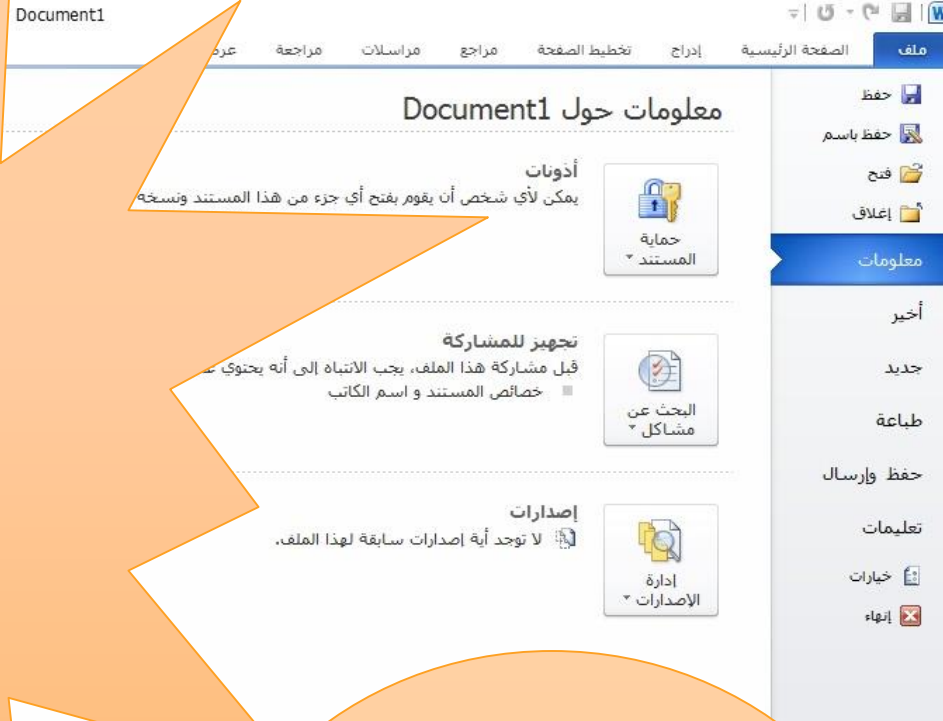 Document1
ملف
الصفحة الرئيسية
إدراج
تخطيط الصفحة
مراجع
مراسلات
مراجعة
حفظ
حفظ باسم
فتح
إغلاق
معلومات
أخير
جديد
طباعة
حفظ وإرسال
تعليمات
خيارات
إنهاء
معلومات حول Document1
أذونات
يمكن لأي شخص أن يقوم بفتح أي جزء من هذا المستند ونسخه
حماية
المستند
تجهيز للمشاركة
قبل مشاركة هذا الملف، يجب الانتباه إلى أنه يحتوي
خصائص المستند و اسم الكاتب
البحث عن
مشاكل
إصدارات
لا توجد أية إصدارات سابقة لهذا الملف.
إدارة
الإصدارات